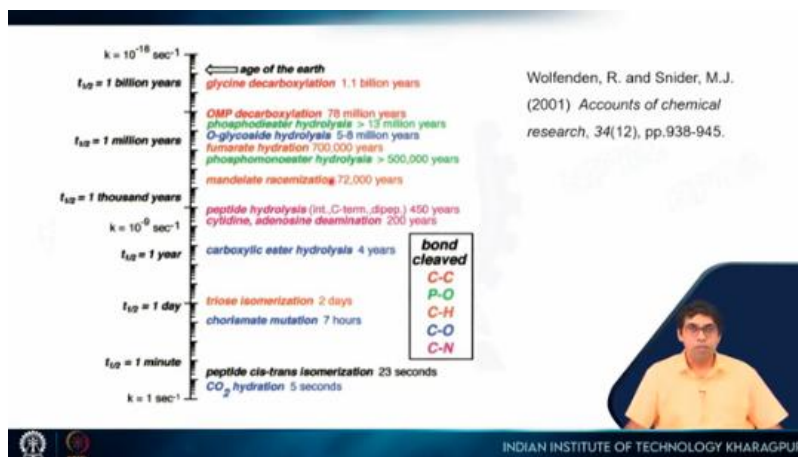 k = 10⁻¹⁶ sec⁻¹
age of the earth
t1/2 = 1 billion years
glycine decarboxylation 1.1 billion years
OMP decarboxylation 78 million years
phosphodiester hydrolysis > 13 million years
t1/2 = 1 million years
O-glycoside hydrolysis 5-8 million years
fumarate hydration 700,000 years
phosphomonoester hydrolysis > 500,000 years
mandelate racemization 72,000 years
t1/2 = 1 thousand years
peptide hydrolysis (int.,C-term.,dipep.) 450 years
cytidine, adenosine deamination 200 years
k = 10⁻⁹ sec⁻¹
t1/2 = 1 year
carboxylic ester hydrolysis 4 years
t1/2 = 1 day
triose isomerization 2 days
chorismate mutation 7 hours
t1/2 = 1 minute
peptide cis-trans isomerization 23 seconds
CO2 hydration 5 seconds
k = 1 sec⁻¹
bond
cleaved
C-C
P-O
C-H
C-O
C-N
Wolfenden, R. and Snider, M.J.
(2001) Accounts of chemical
research, 34(12), pp.938-945.
INDIAN INSTITUTE OF TECHNOLOGY KHARAGPUR